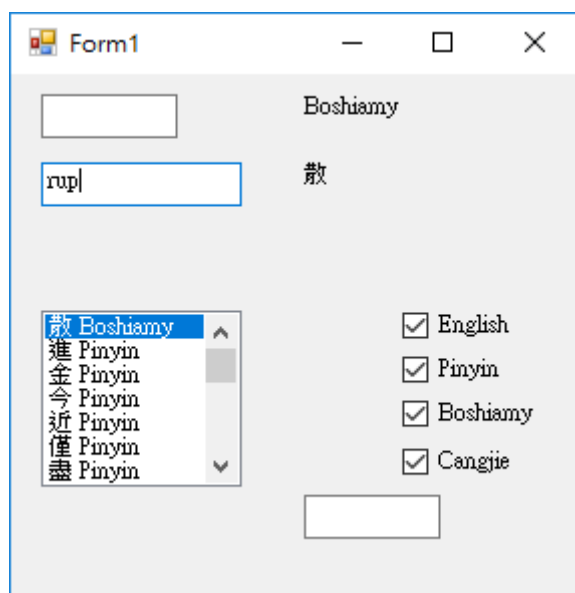 Form1
Boshiamy
rup
散
散 Boshiamy
進 Pinyin
金 Pinyin
今 Pinyin
近 Pinyin
僅 Pinyin
盡 Pinyin
English
Pinyin
Boshiamy
Cangjie